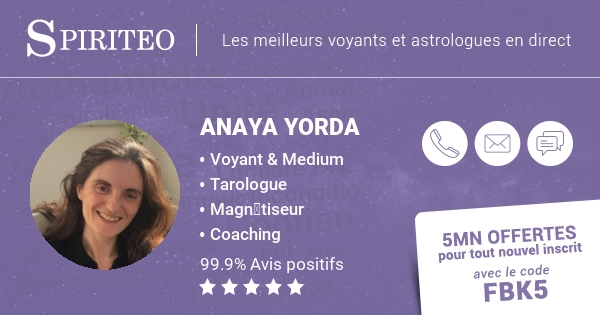 SPIRITEO
Les meilleurs voyants et astrologues en direct
ANAYA YORDA
• Voyant & Medium
• Tarologue
• Magn▯tiseur
• Coaching
99.9% Avis positifs
5MN OFFERTES
pour tout nouvel inscrit
avec le code
FBK5